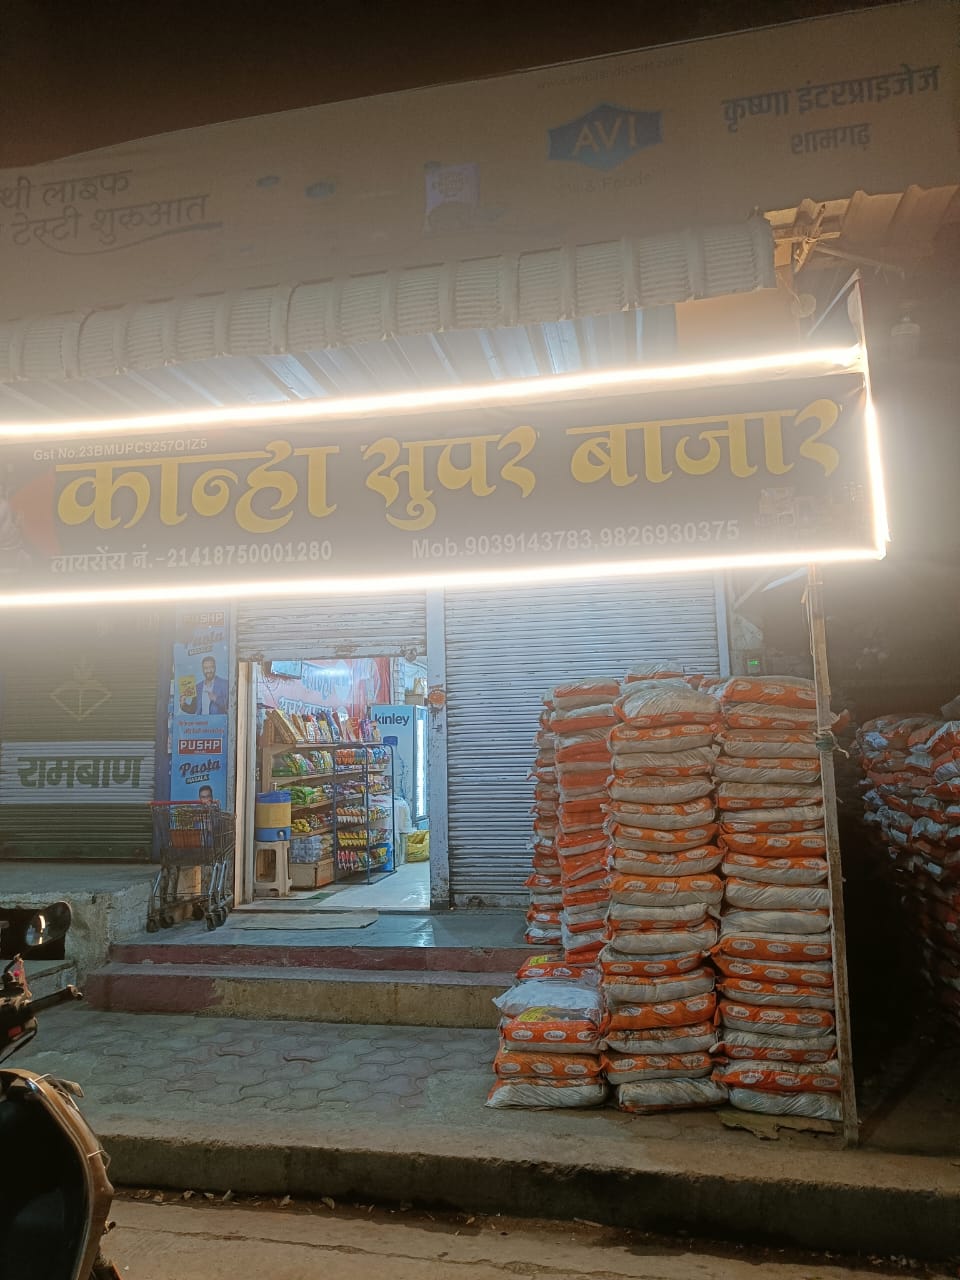 कृष्णा इंटरप्राइजेज
शामगढ़
AVI
थी लाइफ
टेस्टी शुरुआत
Gst No.23BMUPC9257Q1Z5
कान्हा सुपर बाजार
लायसेंस नं.-21418750001280
Mob.9039143783,9826930375
PUSHP
Pasta
MASALA
PUSHP
Pasta
MASALA
kinley
रामबाण